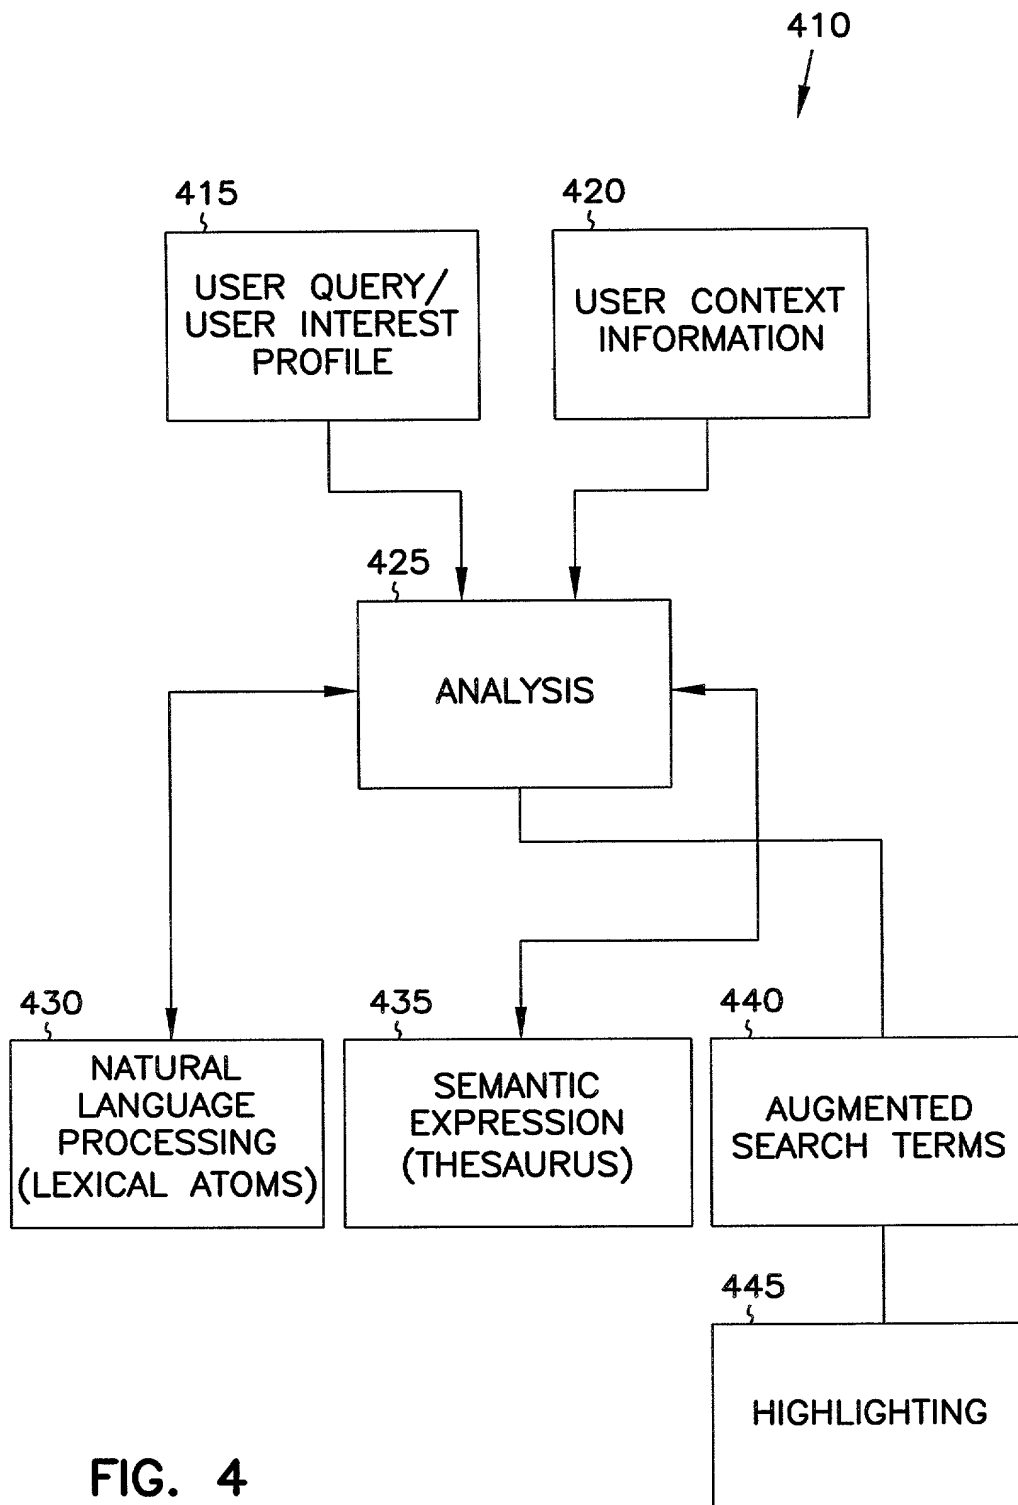 410
415
USER QUERY/
USER INTEREST
PROFILE
420
USER CONTEXT
INFORMATION
425
ANALYSIS
430
NATURAL
LANGUAGE
PROCESSING
(LEXICAL ATOMS)
435
SEMANTIC
EXPRESSION
(THESAURUS)
440
AUGMENTED
SEARCH TERMS
445
HIGHLIGHTING
FIG. 4